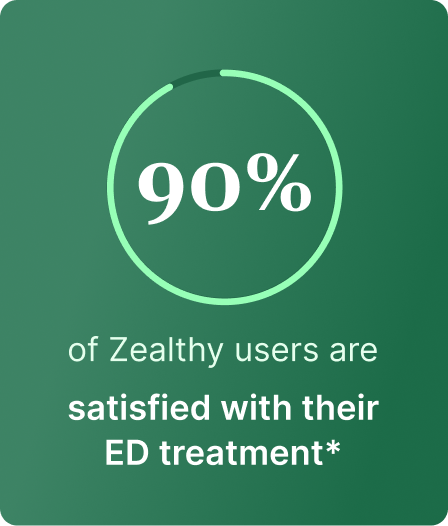 90%
of Zealthy users are
satisfied with their
ED treatment*